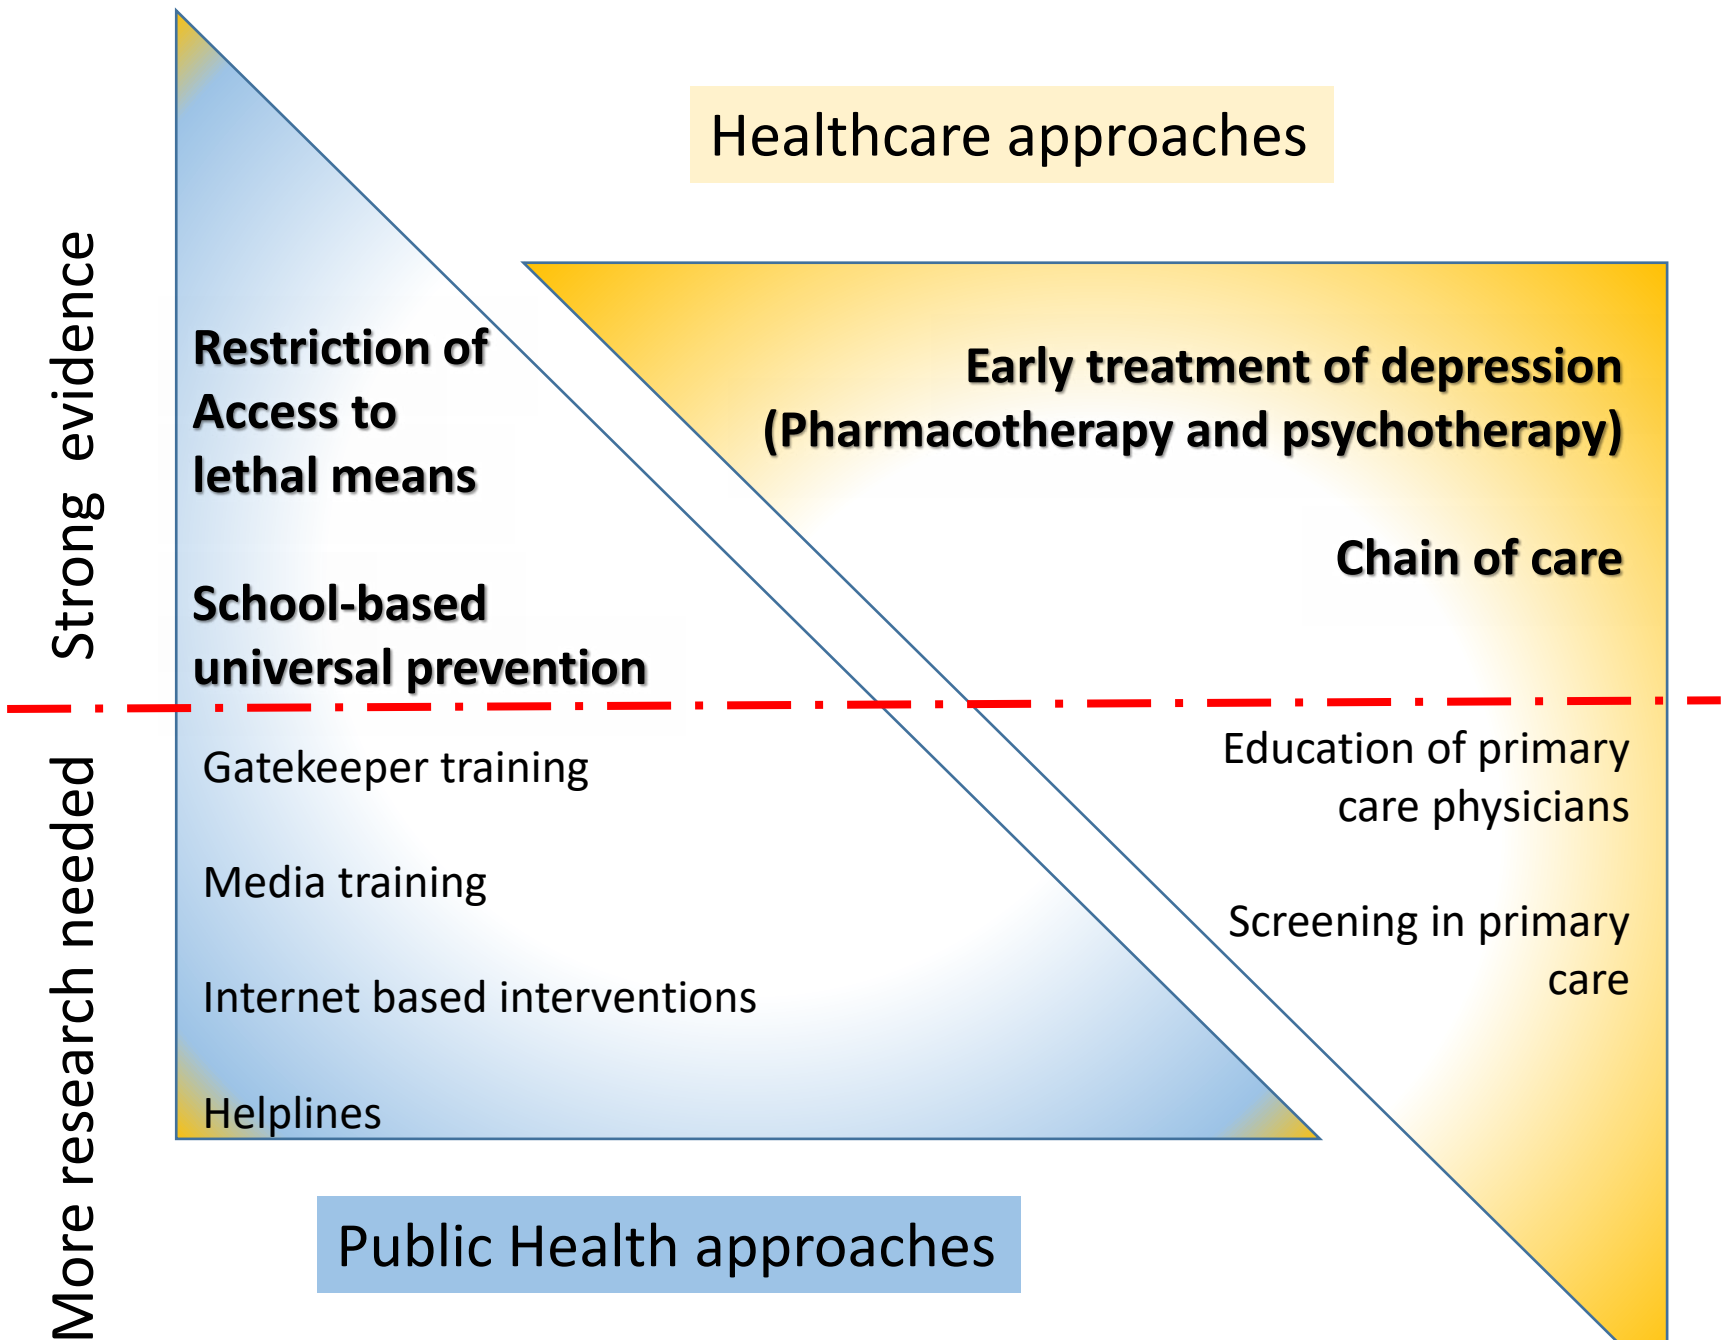 Healthcare approaches
Strong evidence
Restriction of
Access to
lethal means
School-based
universal prevention
Early treatment of depression
(Pharmacotherapy and psychotherapy)
Chain of care
More research needed
Gatekeeper training
Media training
Internet based interventions
Helplines
Education of primary
care physicians
Screening in primary
care
Public Health approaches